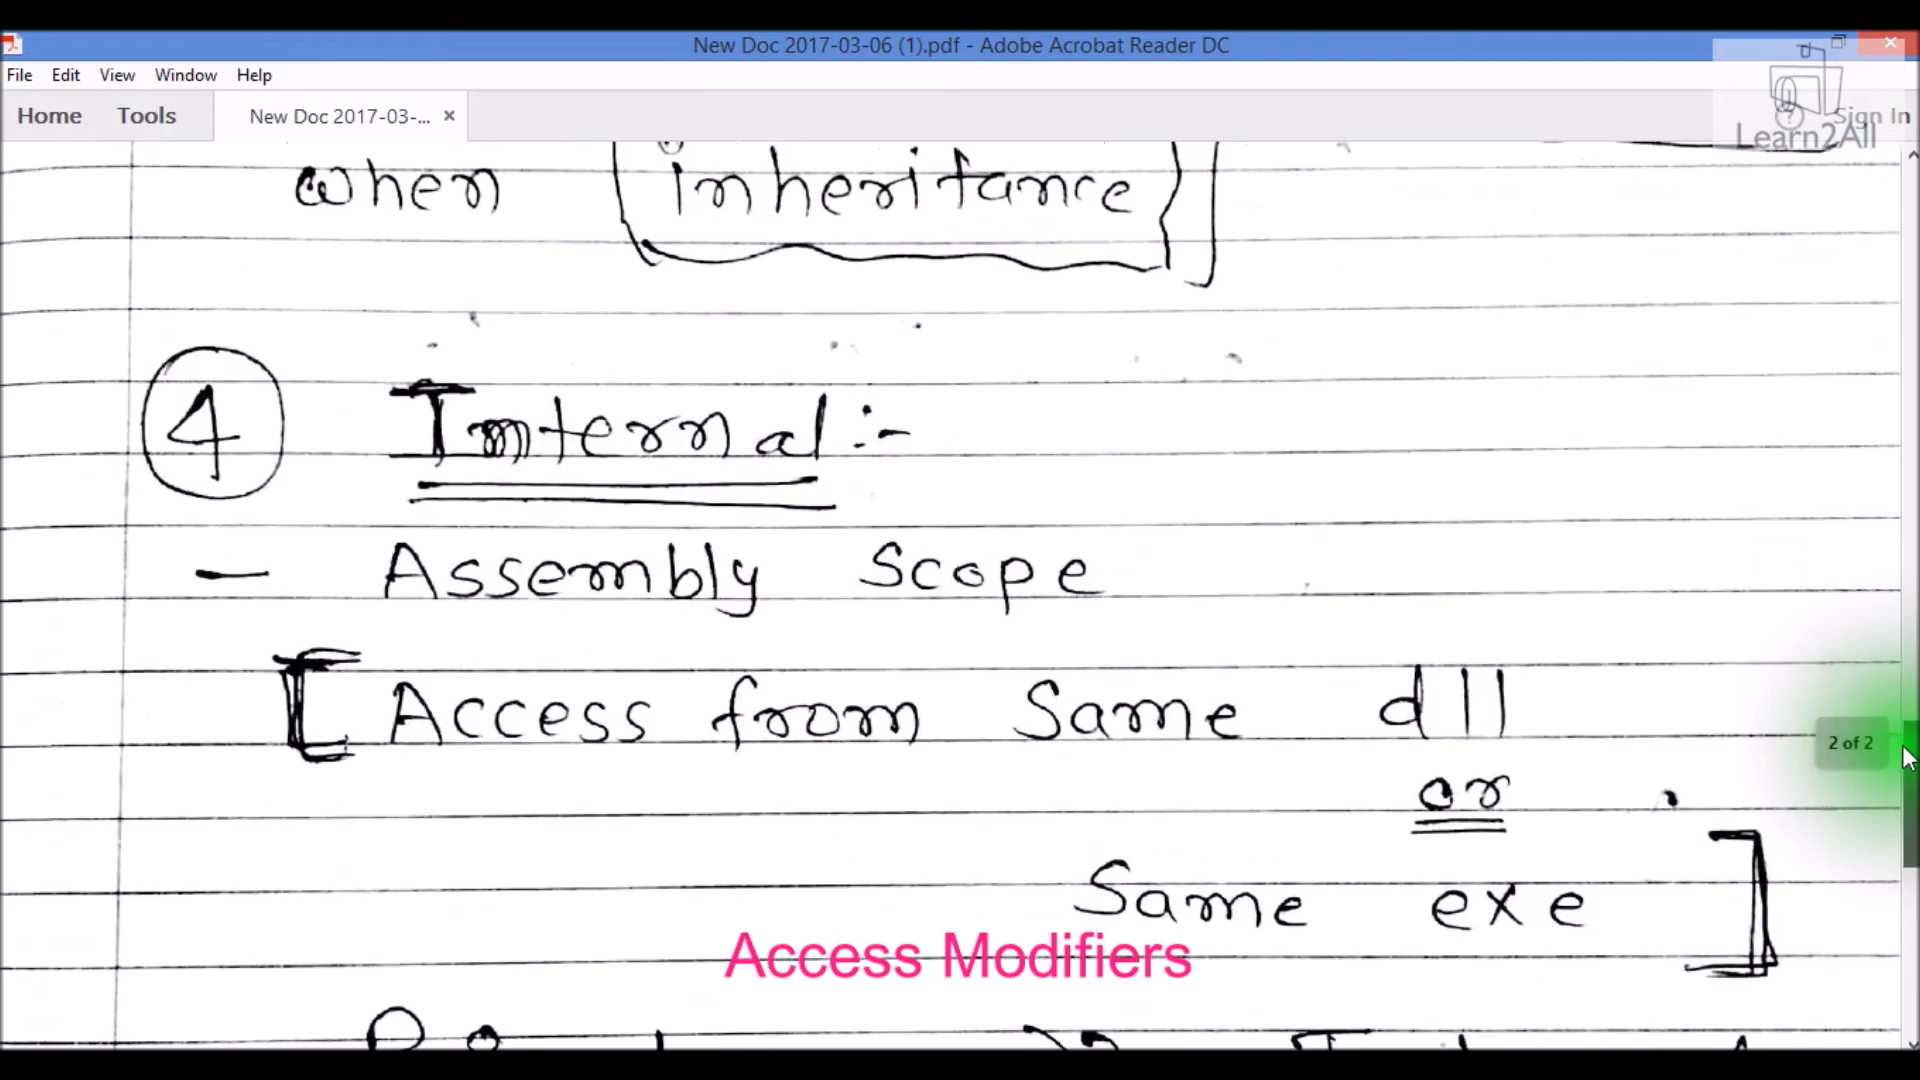 New Doc 2017-03-06 (1).pdf - Adobe Acrobat Reader DC
File Edit View Window Help
Home Tools New Doc 2017-03-... × Sign In
Learn2All
when inheritance
4 Internal :-
— Assembly Scope
[ Access from Same dll
or
Same exe ]
2 of 2
Access Modifiers